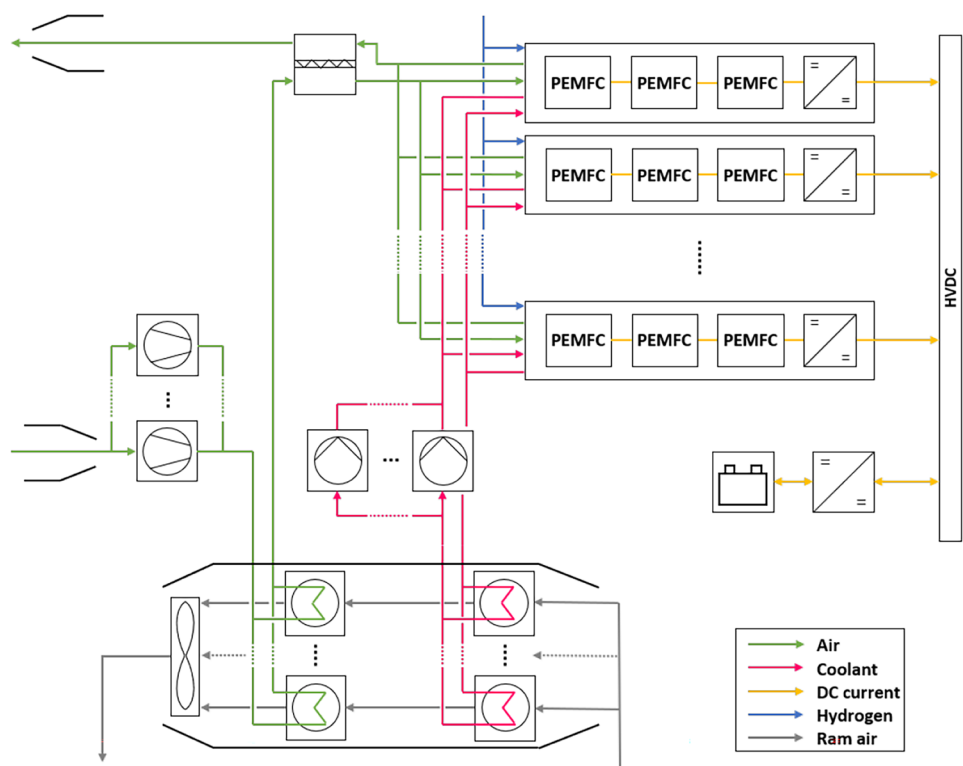 PEMFC PEMFC PEMFC = =
PEMFC PEMFC PEMFC = =
PEMFC PEMFC PEMFC = =
HVDC
= =
Air
Coolant
DC current
Hydrogen
Ram air